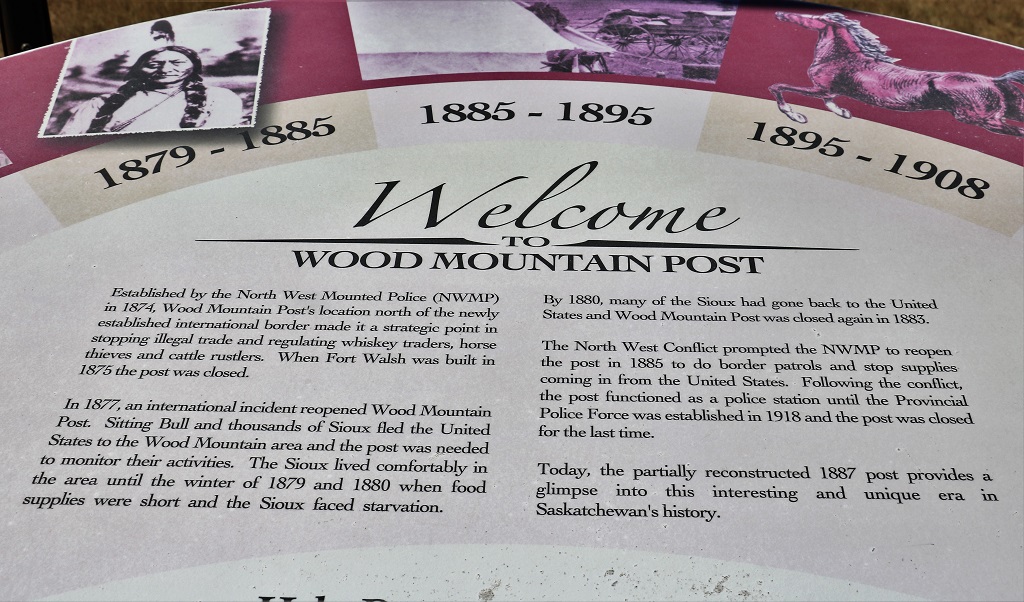 1879 - 1885
1885 - 1895
1895 - 1908
Welcome
TO
WOOD MOUNTAIN POST
Established by the North West Mounted Police (NWMP)
in 1874, Wood Mountain Post's location north of the newly
established international border made it a strategic point in
stopping illegal trade and regulating whiskey traders, horse
thieves and cattle rustlers. When Fort Walsh was built in
1875 the post was closed.
In 1877, an international incident reopened Wood Mountain
Post. Sitting Bull and thousands of Sioux fled the United
States to the Wood Mountain area and the post was needed
to monitor their activities. The Sioux lived comfortably in
the area until the winter of 1879 and 1880 when food
supplies were short and the Sioux faced starvation.
By 1880, many of the Sioux had gone back to the United
States and Wood Mountain Post was closed again in 1883.
The North West Conflict prompted the NWMP to reopen
the post in 1885 to do border patrols and stop supplies
coming in from the United States. Following the conflict,
the post functioned as a police station until the Provincial
Police Force was established in 1918 and the post was closed
for the last time.
Today, the partially reconstructed 1887 post provides a
glimpse into this interesting and unique era in
Saskatchewan's history.